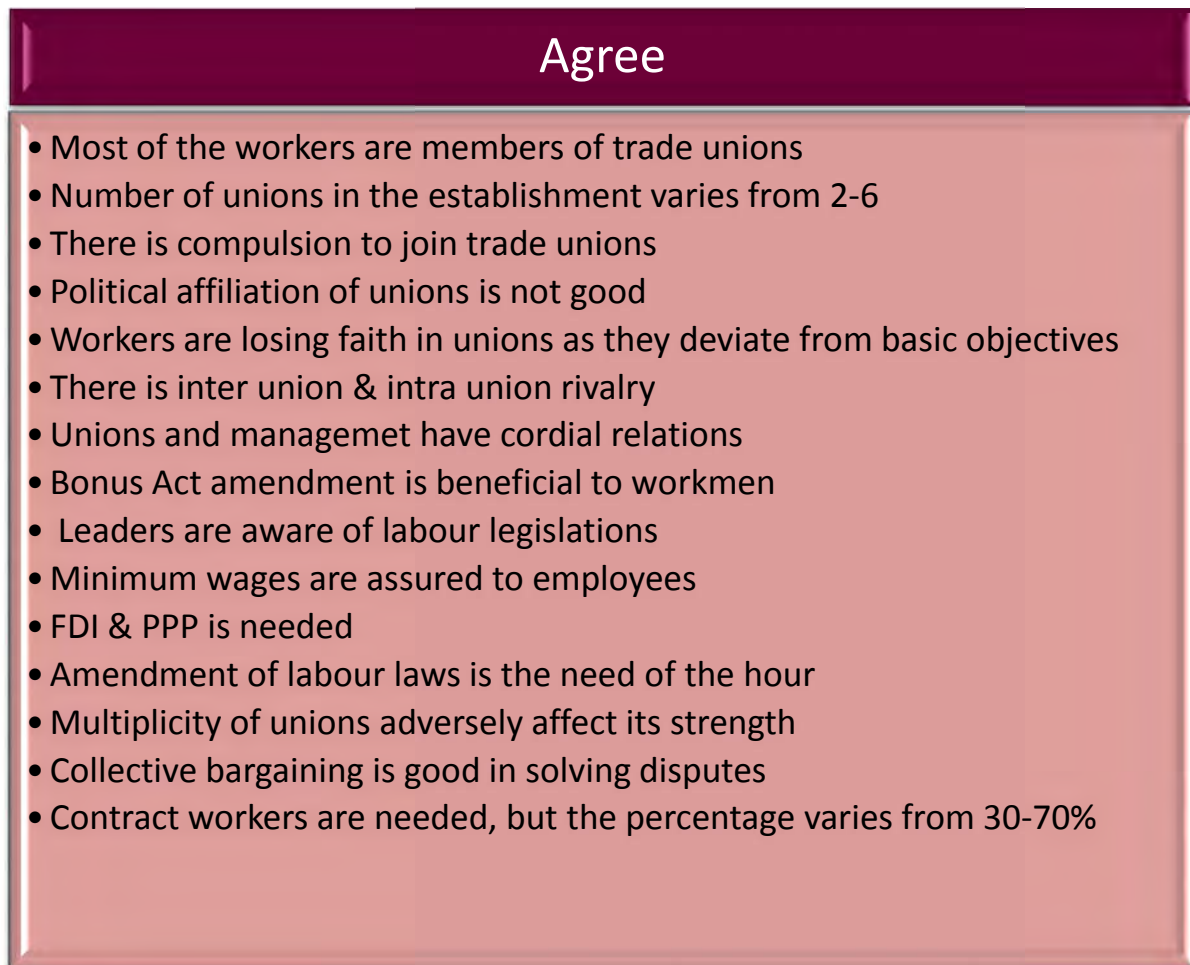 Agree
• Most of the workers are members of trade unions
• Number of unions in the establishment varies from 2-6
• There is compulsion to join trade unions
• Political affiliation of unions is not good
• Workers are losing faith in unions as they deviate from basic objectives
• There is inter union & intra union rivalry
• Unions and managemet have cordial relations
• Bonus Act amendment is beneficial to workmen
• Leaders are aware of labour legislations
• Minimum wages are assured to employees
• FDI & PPP is needed
• Amendment of labour laws is the need of the hour
• Multiplicity of unions adversely affect its strength
• Collective bargaining is good in solving disputes
• Contract workers are needed, but the percentage varies from 30-70%